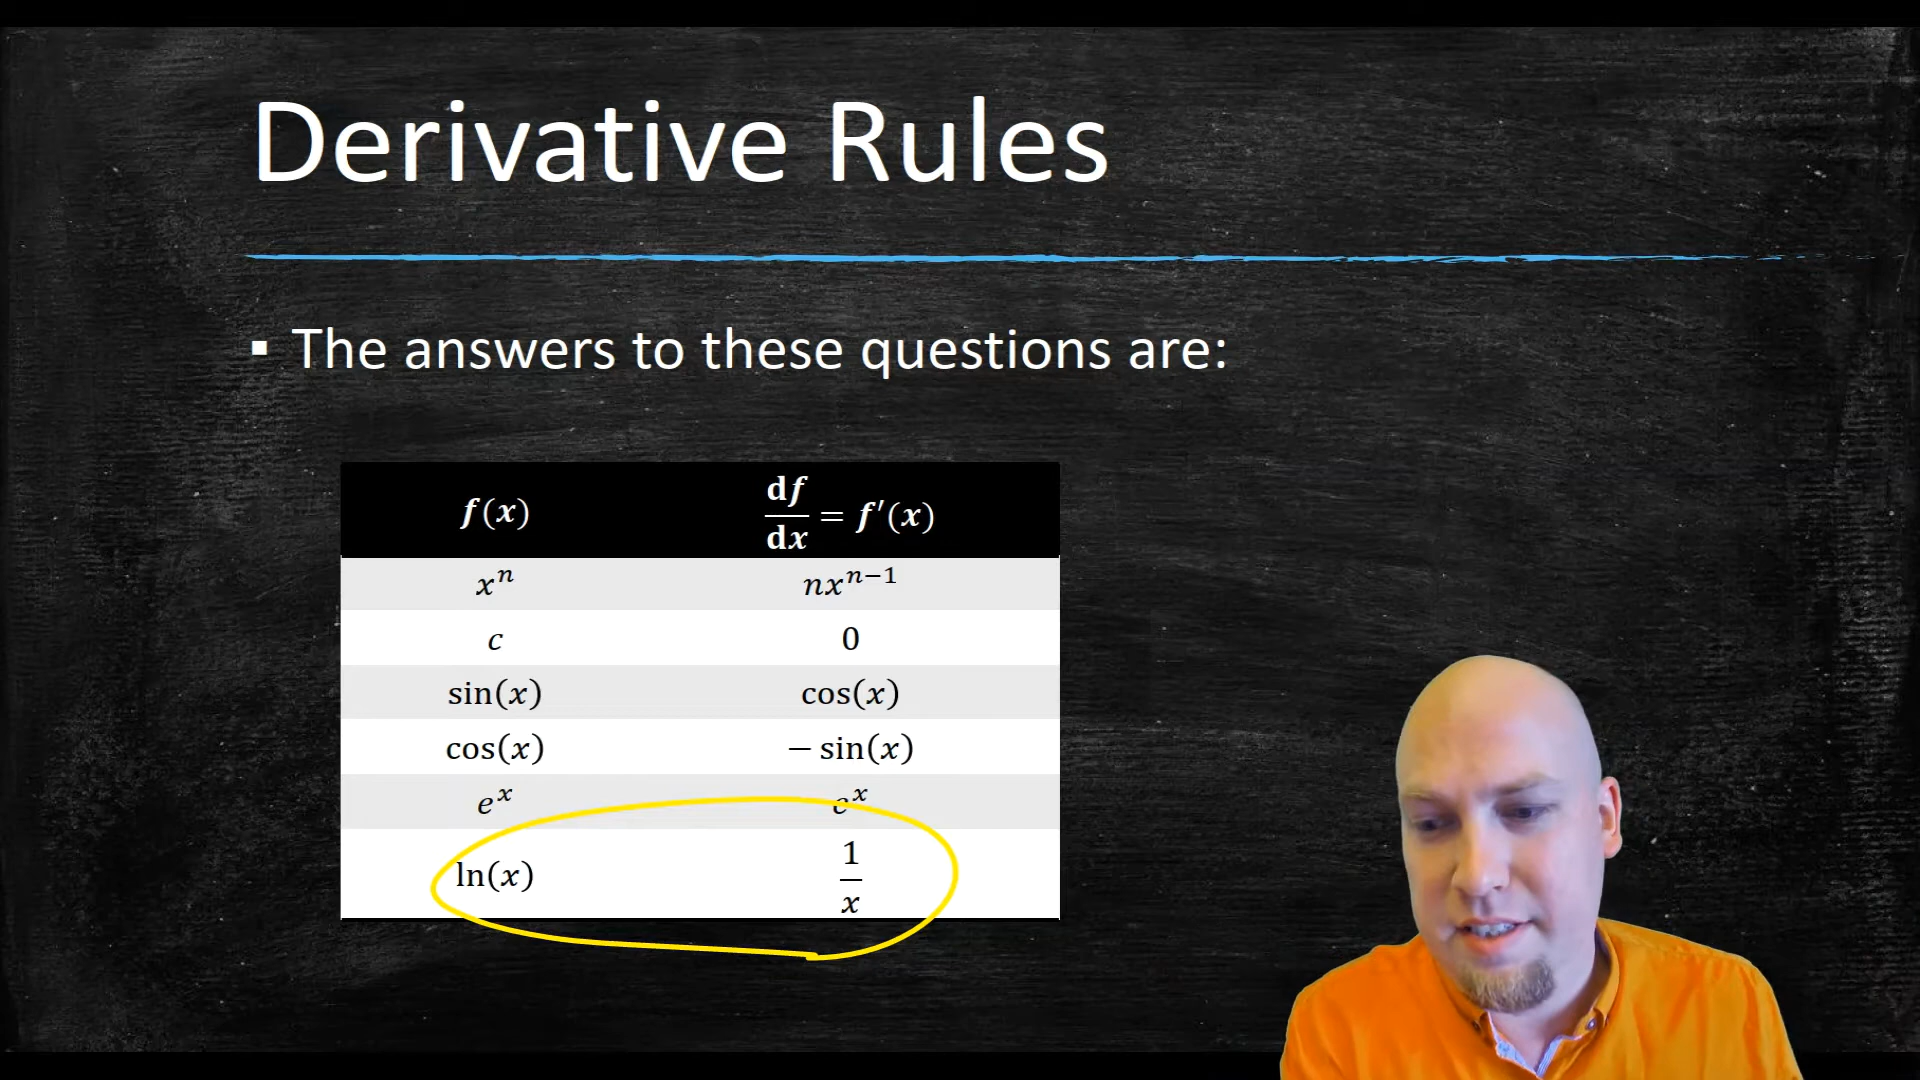 Derivative Rules
▪ The answers to these questions are:
f(x) df/dx = f′(x)
xⁿ nxⁿ⁻¹
c 0
sin(x) cos(x)
cos(x) − sin(x)
eˣ eˣ
ln(x) 1/x